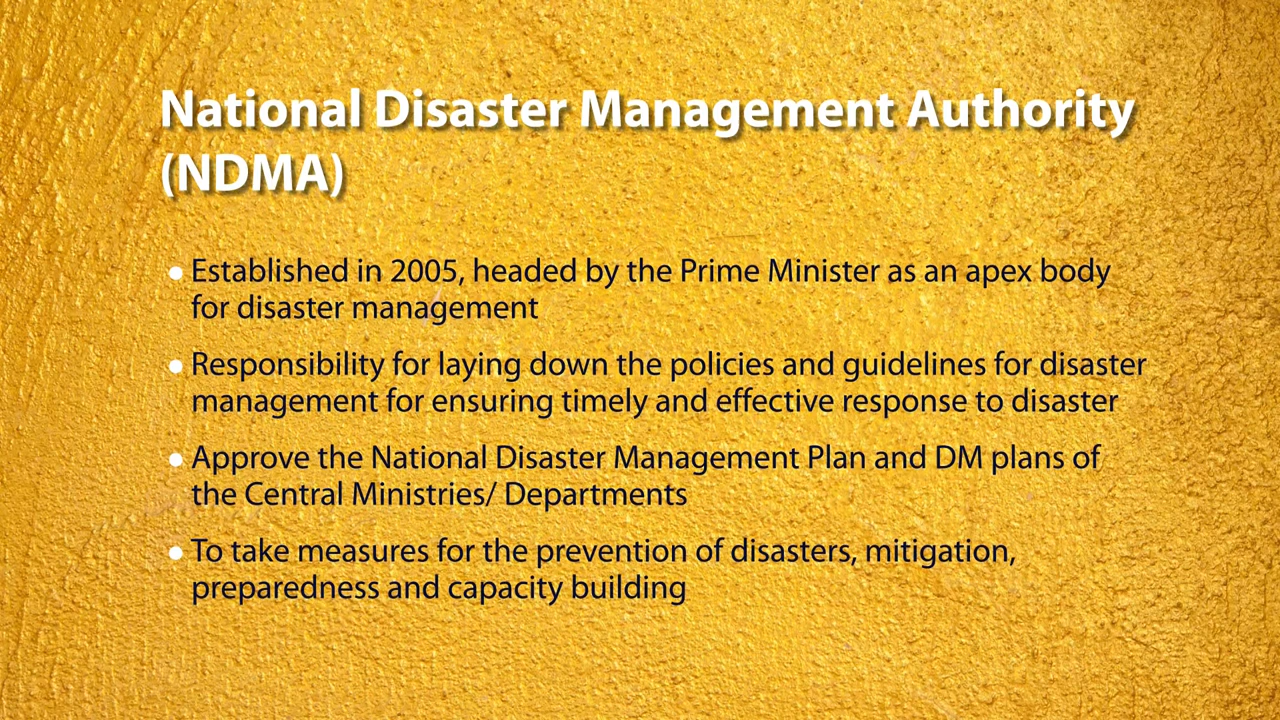 National Disaster Management Authority
(NDMA)
• Established in 2005, headed by the Prime Minister as an apex body
for disaster management
• Responsibility for laying down the policies and guidelines for disaster
management for ensuring timely and effective response to disaster
• Approve the National Disaster Management Plan and DM plans of
the Central Ministries/ Departments
• To take measures for the prevention of disasters, mitigation,
preparedness and capacity building